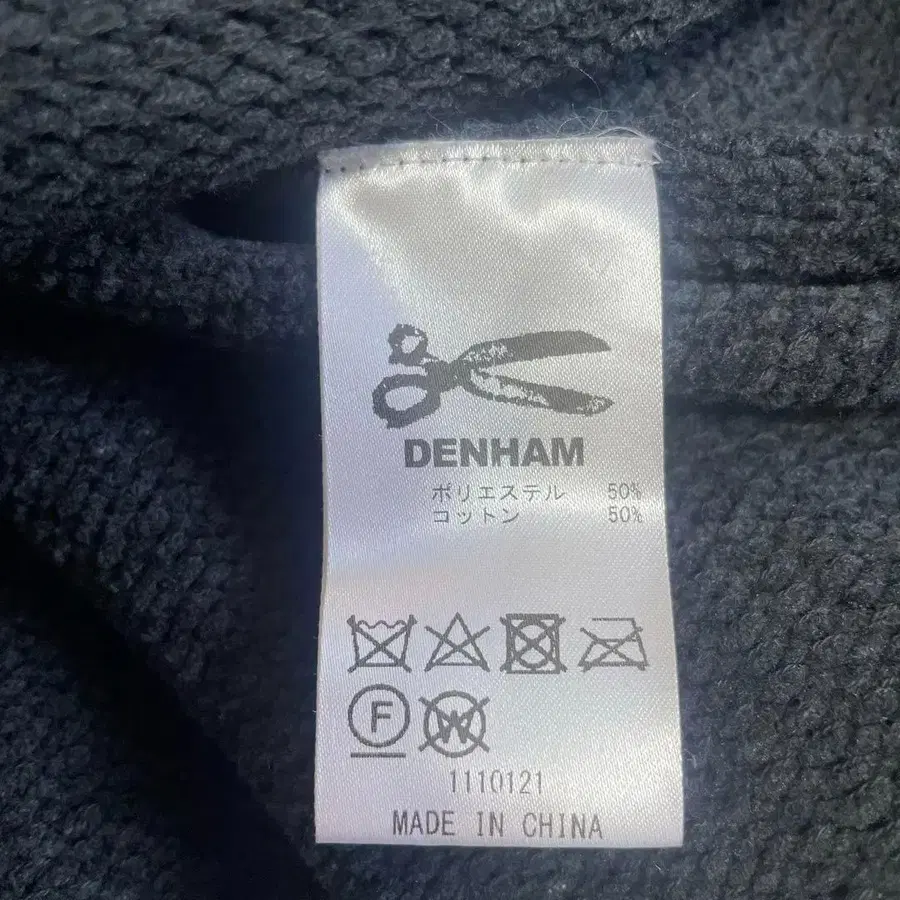 DENHAM
ポリエステル 50%
コットン 50%
F W
1110121
MADE IN CHINA